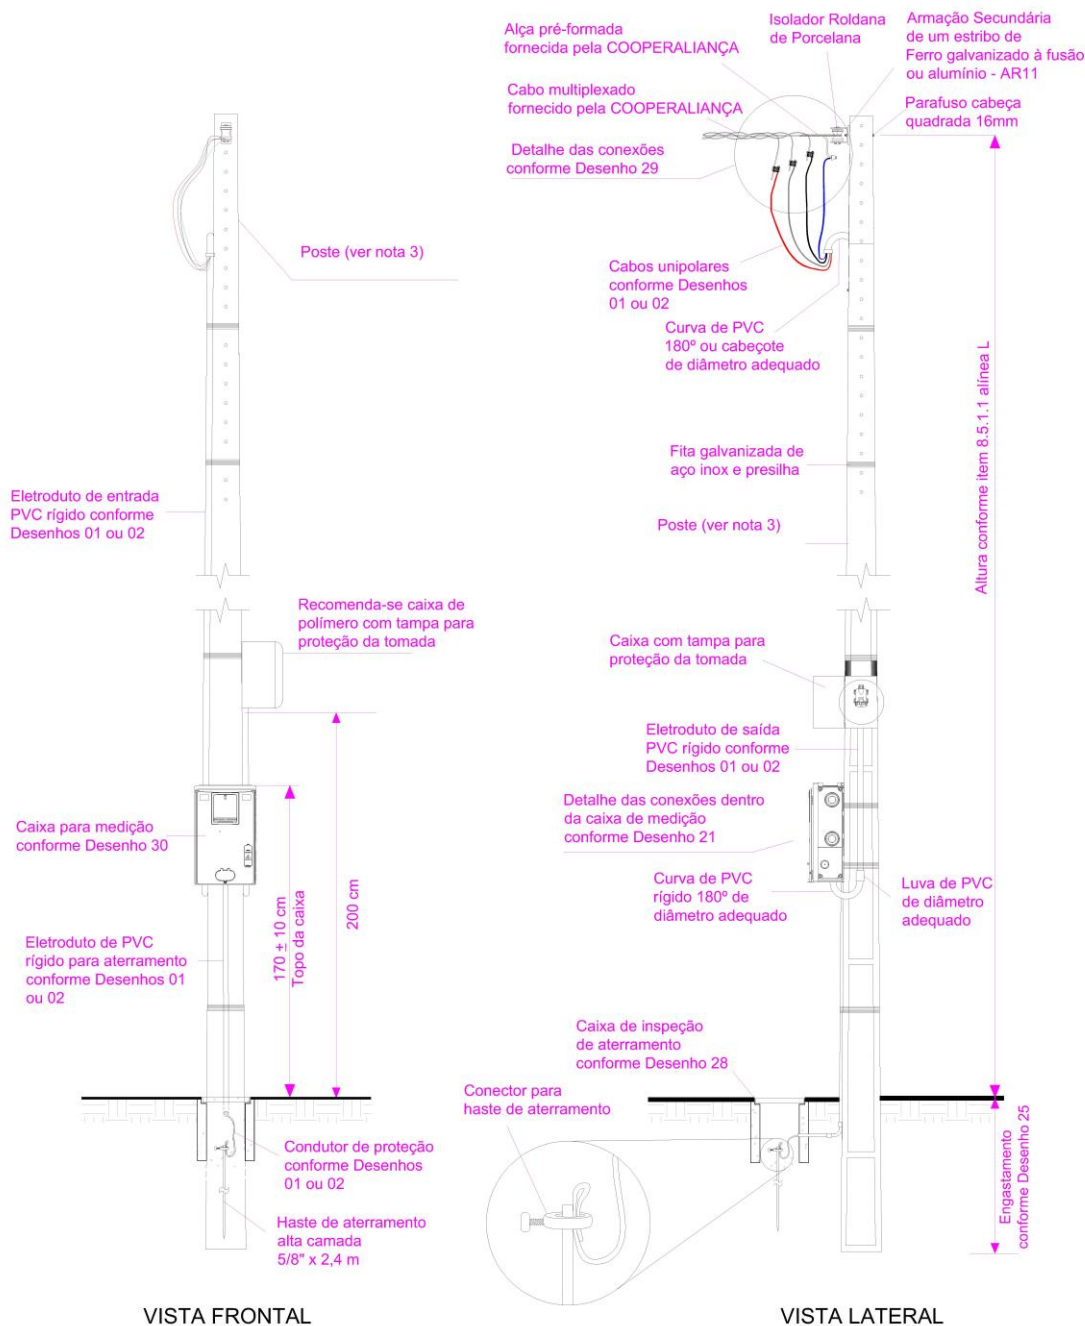 Alça pré-formada
fornecida pela COOPERALIANÇA
Isolador Roldana
de Porcelana
Armação Secundária
de um estribo de
Ferro galvanizado à fusão
ou alumínio - AR11
Cabo multiplexado
fornecido pela COOPERALIANÇA
Parafuso cabeça
quadrada 16mm
Detalhe das conexões
conforme Desenho 29
Poste (ver nota 3)
Cabos unipolares
conforme Desenhos
01 ou 02
Curva de PVC
180º ou cabeçote
de diâmetro adequado
Altura conforme item 8.5.1.1 alínea L
Fita galvanizada de
aço inox e presilha
Eletroduto de entrada
PVC rígido conforme
Desenhos 01 ou 02
Poste (ver nota 3)
Recomenda-se caixa de
polímero com tampa para
proteção da tomada
Caixa com tampa para
proteção da tomada
Eletroduto de saída
PVC rígido conforme
Desenhos 01 ou 02
Caixa para medição
conforme Desenho 30
Detalhe das conexões dentro
da caixa de medição
conforme Desenho 21
170 ± 10 cm
Topo da caixa
200 cm
Curva de PVC
rígido 180º de
diâmetro adequado
Luva de PVC
de diâmetro
adequado
Eletroduto de PVC
rígido para aterramento
conforme Desenhos 01
ou 02
Caixa de inspeção
de aterramento
conforme Desenho 28
Conector para
haste de aterramento
Condutor de proteção
conforme Desenhos
01 ou 02
Haste de aterramento
alta camada
5/8" x 2,4 m
Engastamento
conforme Desenho 25
VISTA FRONTAL
VISTA LATERAL